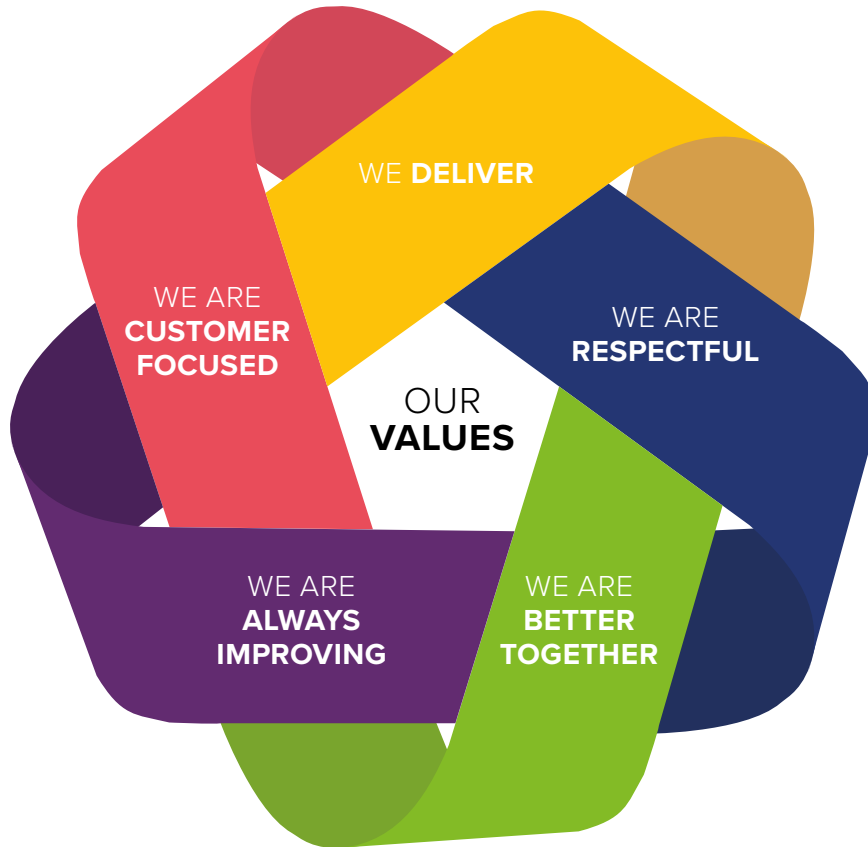 WE DELIVER
WE ARE
CUSTOMER
FOCUSED
WE ARE
RESPECTFUL
OUR
VALUES
WE ARE
ALWAYS
IMPROVING
WE ARE
BETTER
TOGETHER